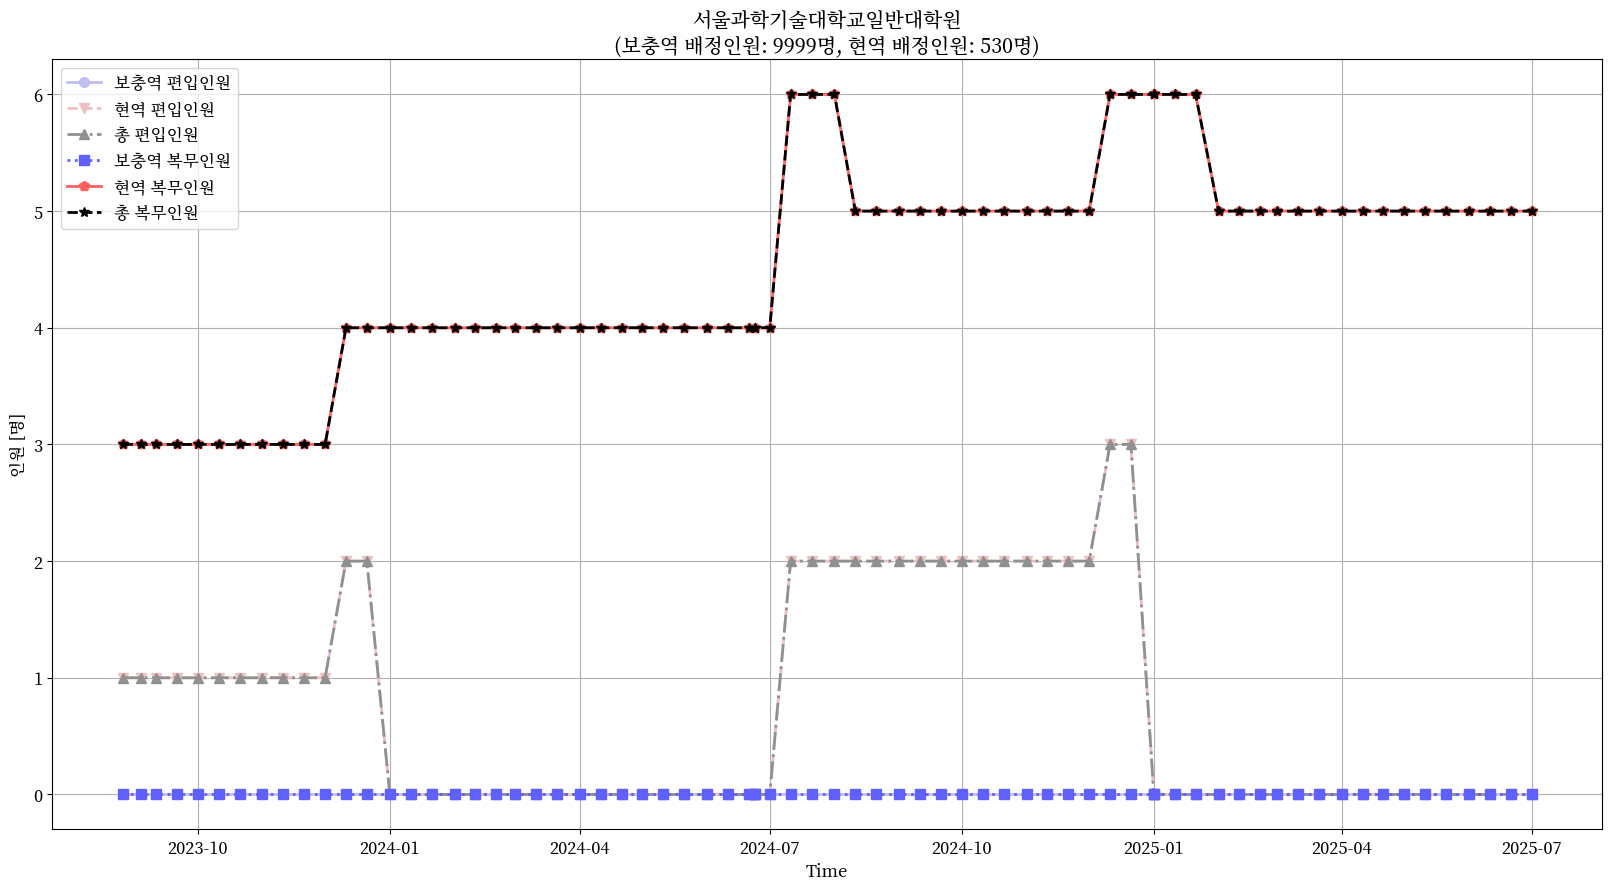 서울과학기술대학교일반대학원
(보충역 배정인원: 9999명, 현역 배정인원: 530명)
보충역 편입인원
현역 편입인원
총 편입인원
보충역 복무인원
현역 복무인원
총 복무인원
6
5
4
3
2
1
0
인원 [명]
2023-10
2024-01
2024-04
2024-07
2024-10
2025-01
2025-04
2025-07
Time